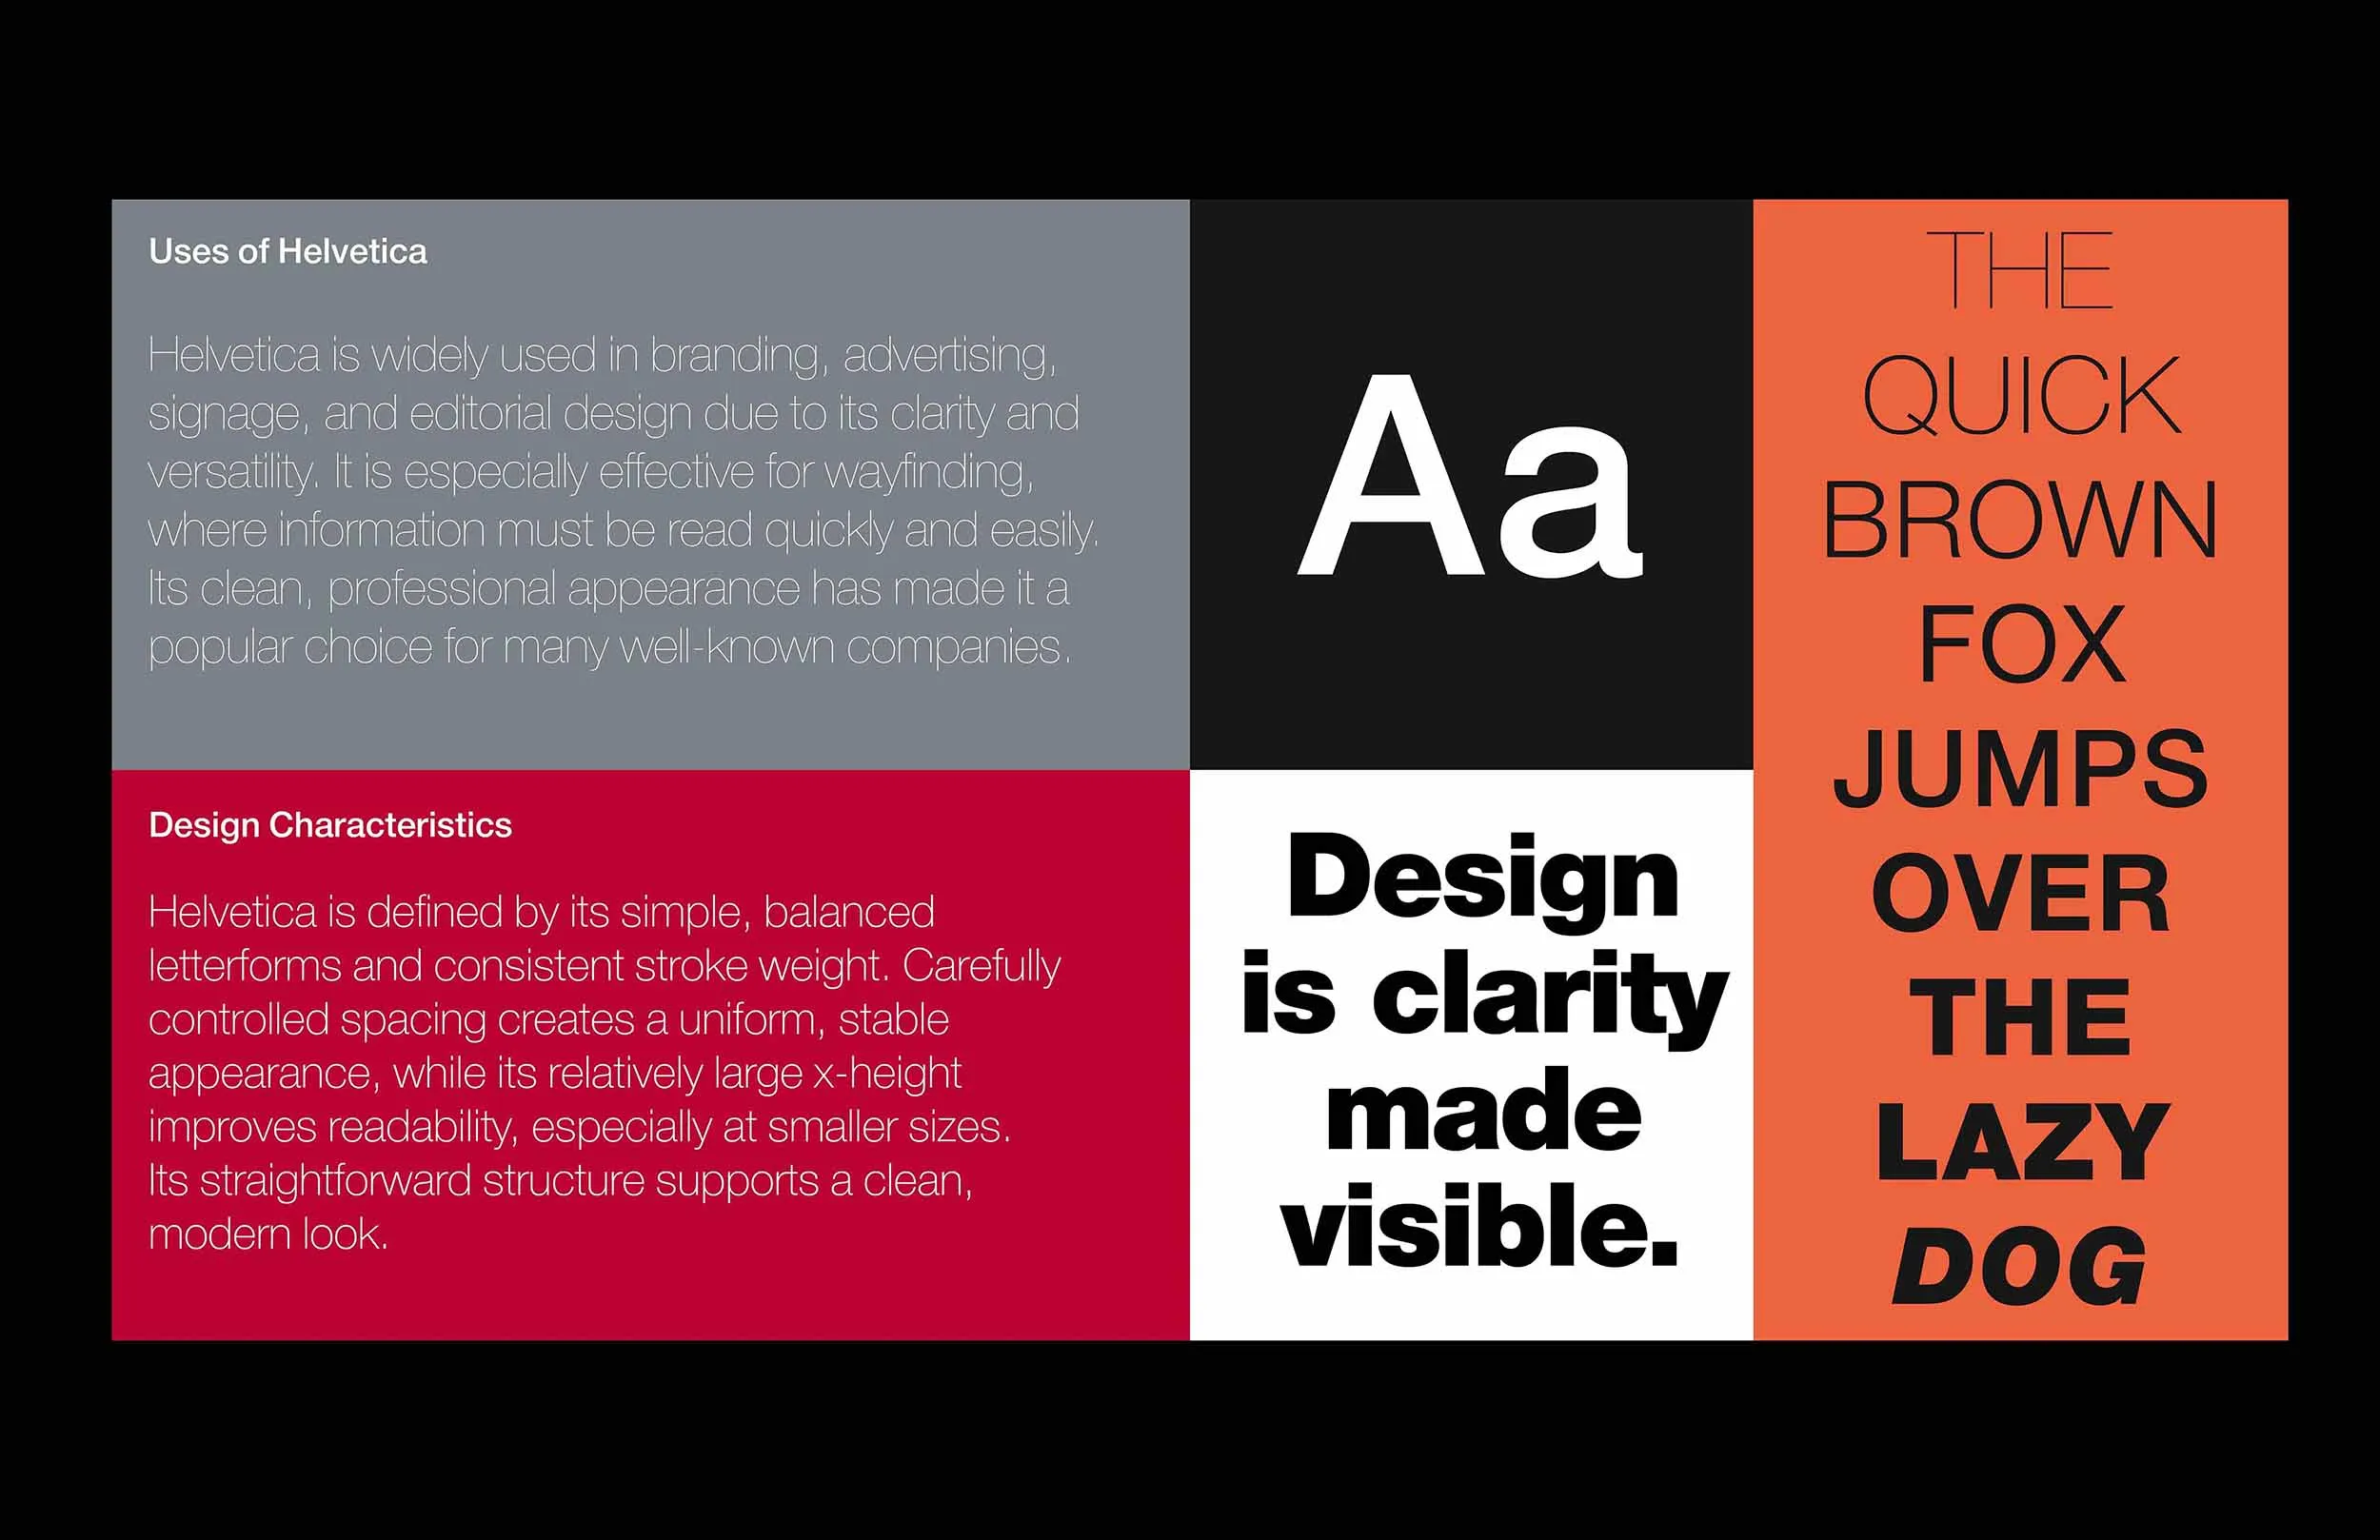 Uses of Helvetica
Helvetica is widely used in branding, advertising,
signage, and editorial design due to its clarity and
versatility. It is especially effective for wayfinding,
where information must be read quickly and easily.
Its clean, professional appearance has made it a
popular choice for many well-known companies.
Design Characteristics
Helvetica is defined by its simple, balanced
letterforms and consistent stroke weight. Carefully
controlled spacing creates a uniform, stable
appearance, while its relatively large x-height
improves readability, especially at smaller sizes.
Its straightforward structure supports a clean,
modern look.
Aa
Design
is clarity
made
visible.
THE
QUICK
BROWN
FOX
JUMPS
OVER
THE
LAZY
DOG